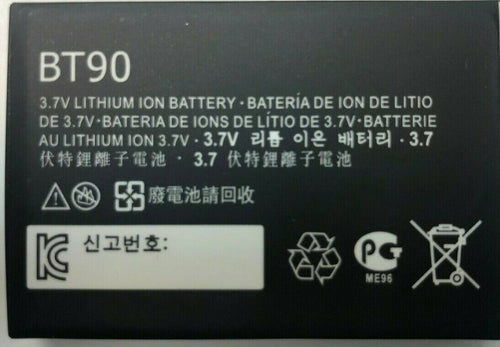 BT90
3.7V LITHIUM ION BATTERY · BATERÍA DE ION DE LITIO
DE 3.7V · BATERIA DE IONS DE LÍTIO DE 3.7V · BATTERIE
AU LITHIUM ION 3.7V · 3.7V 리튬 이온 배터리 · 3.7
伏特鋰離子電池 · 3.7 伏特鋰離子電池
廢電池請回收
신고번호:
PG
ME96